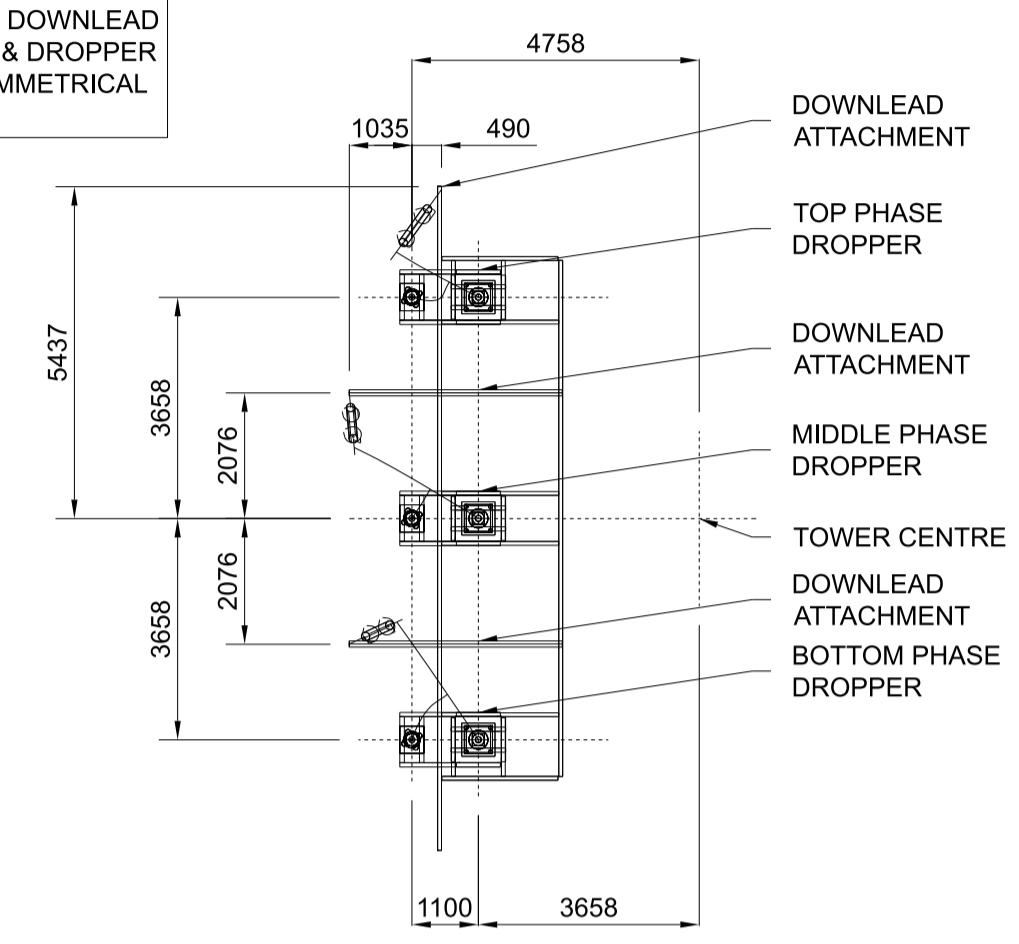 DOWNLEAD
& DROPPER
MMETRICAL
4758
1035
490
DOWNLEAD
ATTACHMENT
TOP PHASE
DROPPER
5437
3658
DOWNLEAD
ATTACHMENT
2076
MIDDLE PHASE
DROPPER
TOWER CENTRE
2076
3658
DOWNLEAD
ATTACHMENT
BOTTOM PHASE
DROPPER
1100
3658